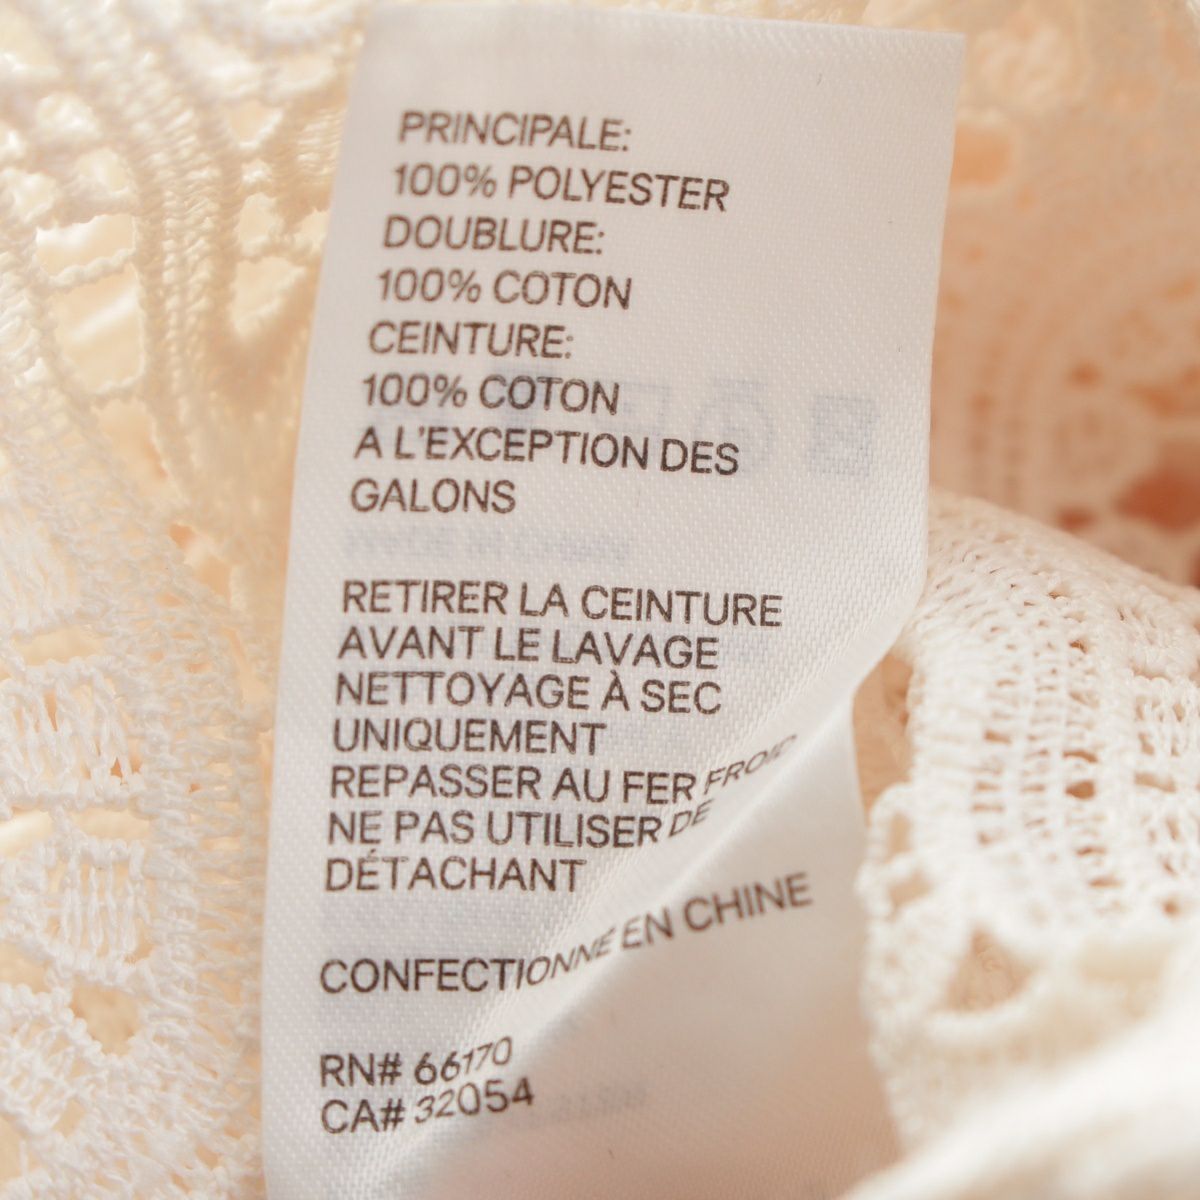 PRINCIPALE:
100% POLYESTER
DOUBLURE:
100% COTON
CEINTURE:
100% COTON
A L'EXCEPTION DES
GALONS
RETIRER LA CEINTURE
AVANT LE LAVAGE
NETTOYAGE À SEC
UNIQUEMENT
REPASSER AU FER FROID
NE PAS UTILISER DE
DÉTACHANT
CONFECTIONNÉ EN CHINE
RN# 66170
CA# 32054